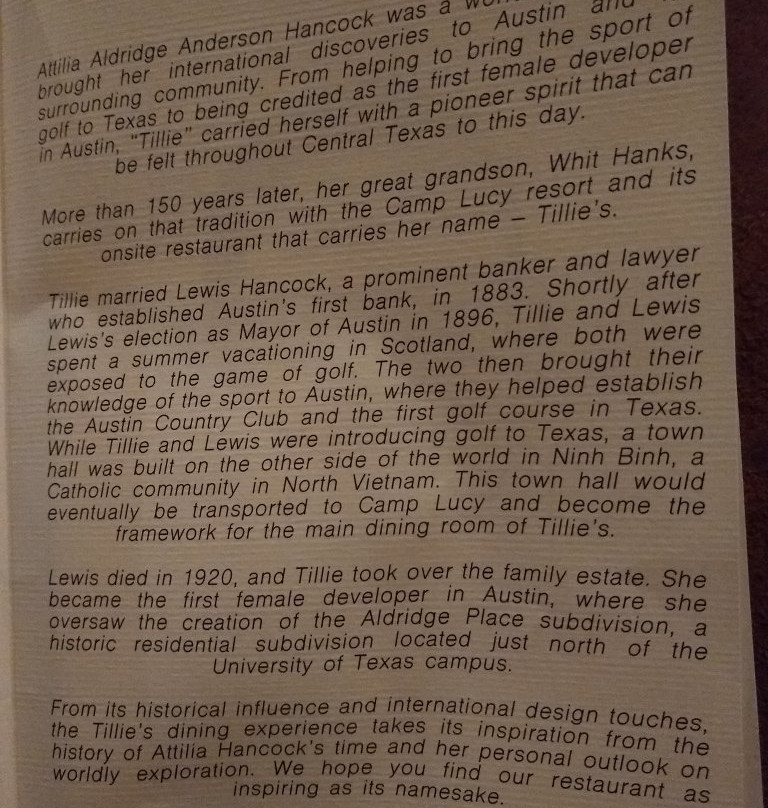 Attilia Aldridge Anderson Hancock was a
brought her international discoveries to Austin and
surrounding community. From helping to bring the sport of
golf to Texas to being credited as the first female developer
in Austin, "Tillie" carried herself with a pioneer spirit that can
be felt throughout Central Texas to this day.
More than 150 years later, her great grandson, Whit Hanks,
carries on that tradition with the Camp Lucy resort and its
onsite restaurant that carries her name – Tillie's.
Tillie married Lewis Hancock, a prominent banker and lawyer
who established Austin's first bank, in 1883. Shortly after
Lewis's election as Mayor of Austin in 1896, Tillie and Lewis
spent a summer vacationing in Scotland, where both were
exposed to the game of golf. The two then brought their
knowledge of the sport to Austin, where they helped establish
the Austin Country Club and the first golf course in Texas.
While Tillie and Lewis were introducing golf to Texas, a town
hall was built on the other side of the world in Ninh Binh, a
Catholic community in North Vietnam. This town hall would
eventually be transported to Camp Lucy and become the
framework for the main dining room of Tillie's.
Lewis died in 1920, and Tillie took over the family estate. She
became the first female developer in Austin, where she
oversaw the creation of the Aldridge Place subdivision, a
historic residential subdivision located just north of the
University of Texas campus.
From its historical influence and international design touches,
the Tillie's dining experience takes its inspiration from the
history of Attilia Hancock's time and her personal outlook on
worldly exploration. We hope you find our restaurant as
inspiring as its namesake.